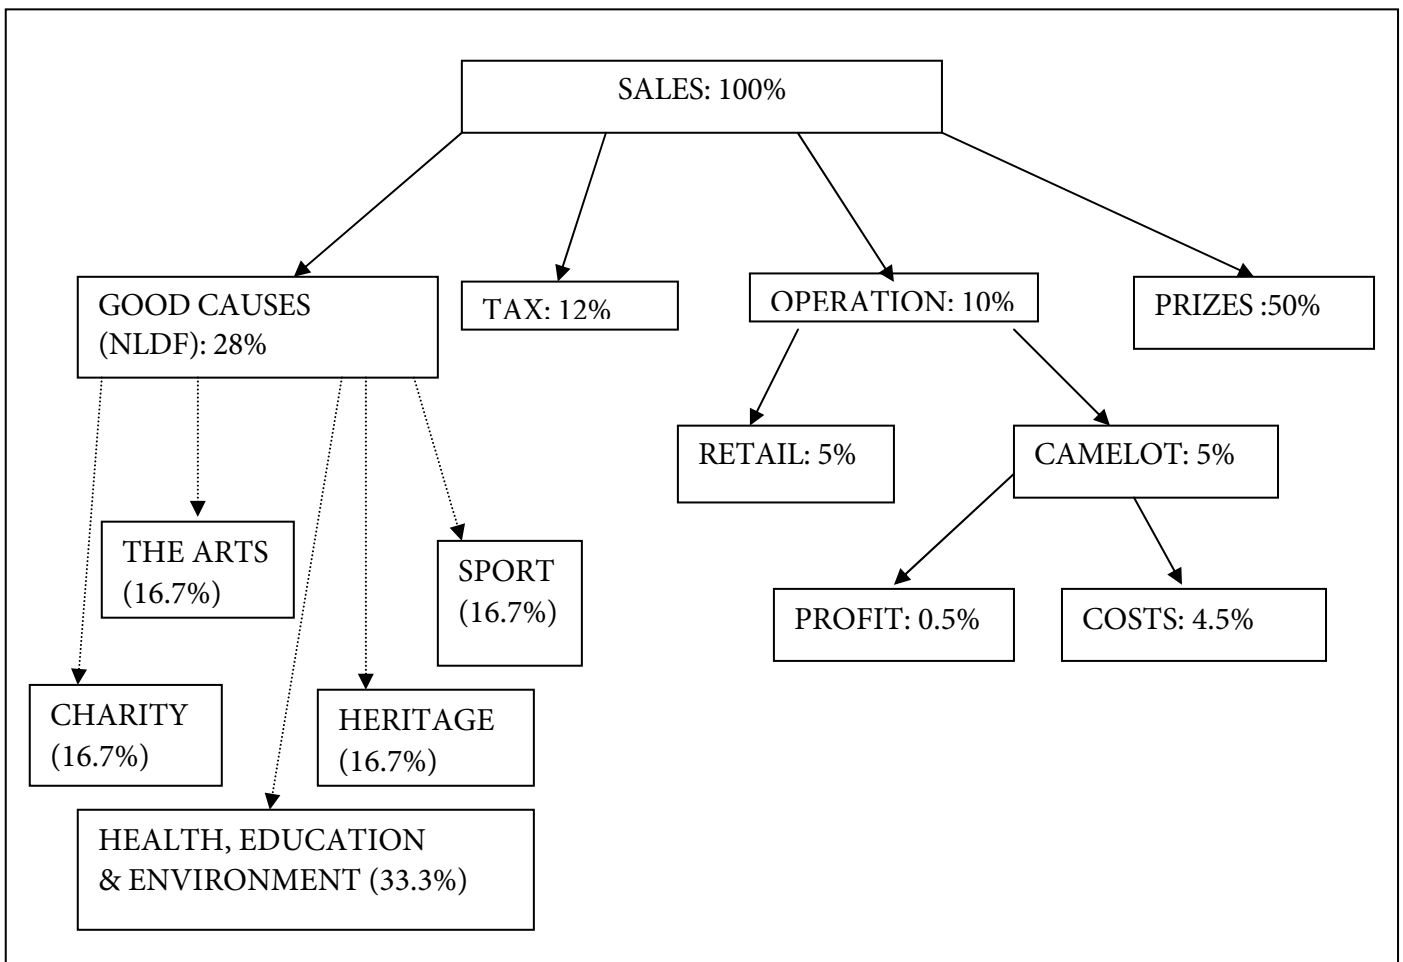 SALES: 100%
GOOD CAUSES
(NLDF): 28%
TAX: 12%
OPERATION: 10%
PRIZES :50%
RETAIL: 5%
CAMELOT: 5%
THE ARTS
(16.7%)
SPORT
(16.7%)
PROFIT: 0.5%
COSTS: 4.5%
CHARITY
(16.7%)
HERITAGE
(16.7%)
HEALTH, EDUCATION
& ENVIRONMENT (33.3%)